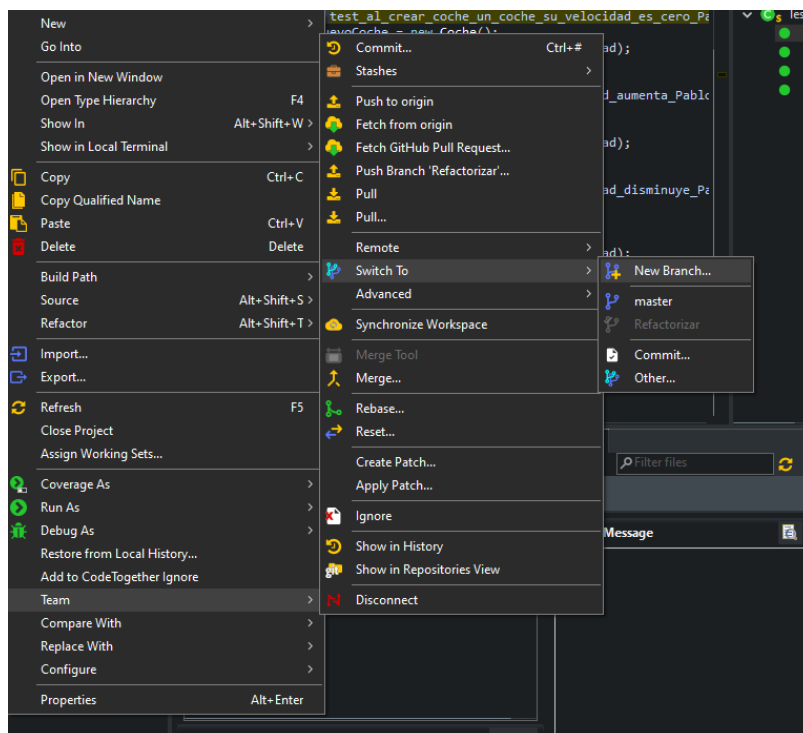 New
Go Into
Open in New Window
Open Type Hierarchy F4
Show In Alt+Shift+W >
Show in Local Terminal >
Copy Ctrl+C
Copy Qualified Name
Paste Ctrl+V
Delete Delete
Build Path >
Source Alt+Shift+S >
Refactor Alt+Shift+T >
Import...
Export...
Refresh F5
Close Project
Assign Working Sets...
Coverage As >
Run As >
Debug As >
Restore from Local History...
Add to CodeTogether Ignore
Team >
Compare With >
Replace With >
Configure >
Properties Alt+Enter
test_al_crear_coche_un_coche_su_velocidad_es_cero_Pa
= new Coche();
Commit... Ctrl+#
Stashes >
Push to origin
Fetch from origin
Fetch GitHub Pull Request...
Push Branch 'Refactorizar'...
Pull
Pull...
Remote >
Switch To >
Advanced >
Synchronize Workspace
Merge Tool
Merge...
Rebase...
Reset...
Create Patch...
Apply Patch...
Ignore
Show in History
Show in Repositories View
Disconnect
ad);
d_aumenta_Pablo
ad);
ad_disminuye_Pa
ad);
New Branch...
master
Refactorizar
Commit...
Other...
Filter files
Message